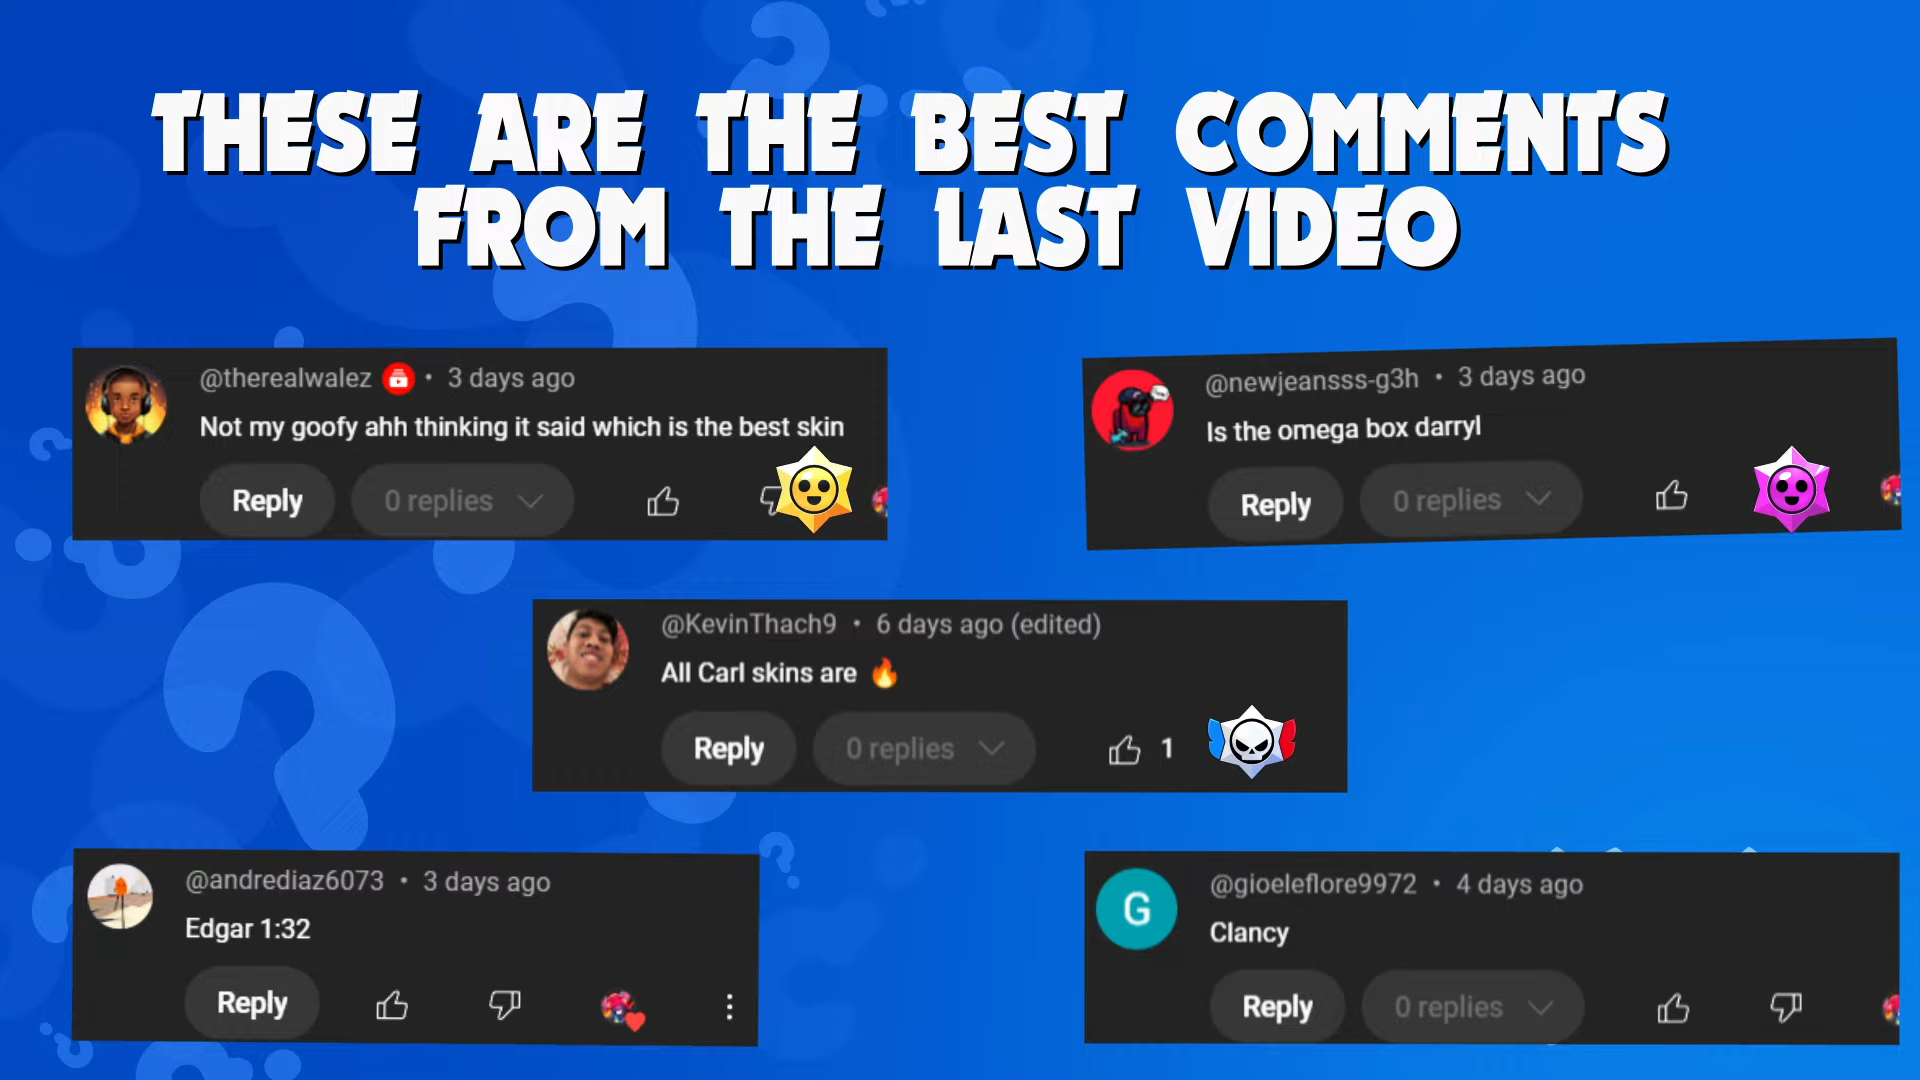 THESE ARE THE BEST COMMENTS
FROM THE LAST VIDEO
@therealwalez • 3 days ago
Not my goofy ahh thinking it said which is the best skin
Reply 0 replies
@newjeansss-g3h • 3 days ago
Is the omega box darryl
Reply 0 replies
@KevinThach9 • 6 days ago (edited)
All Carl skins are 🔥
Reply 0 replies 1
@andrediaz6073 • 3 days ago
Edgar 1:32
Reply
G @gioeleflore9972 • 4 days ago
Clancy
Reply 0 replies